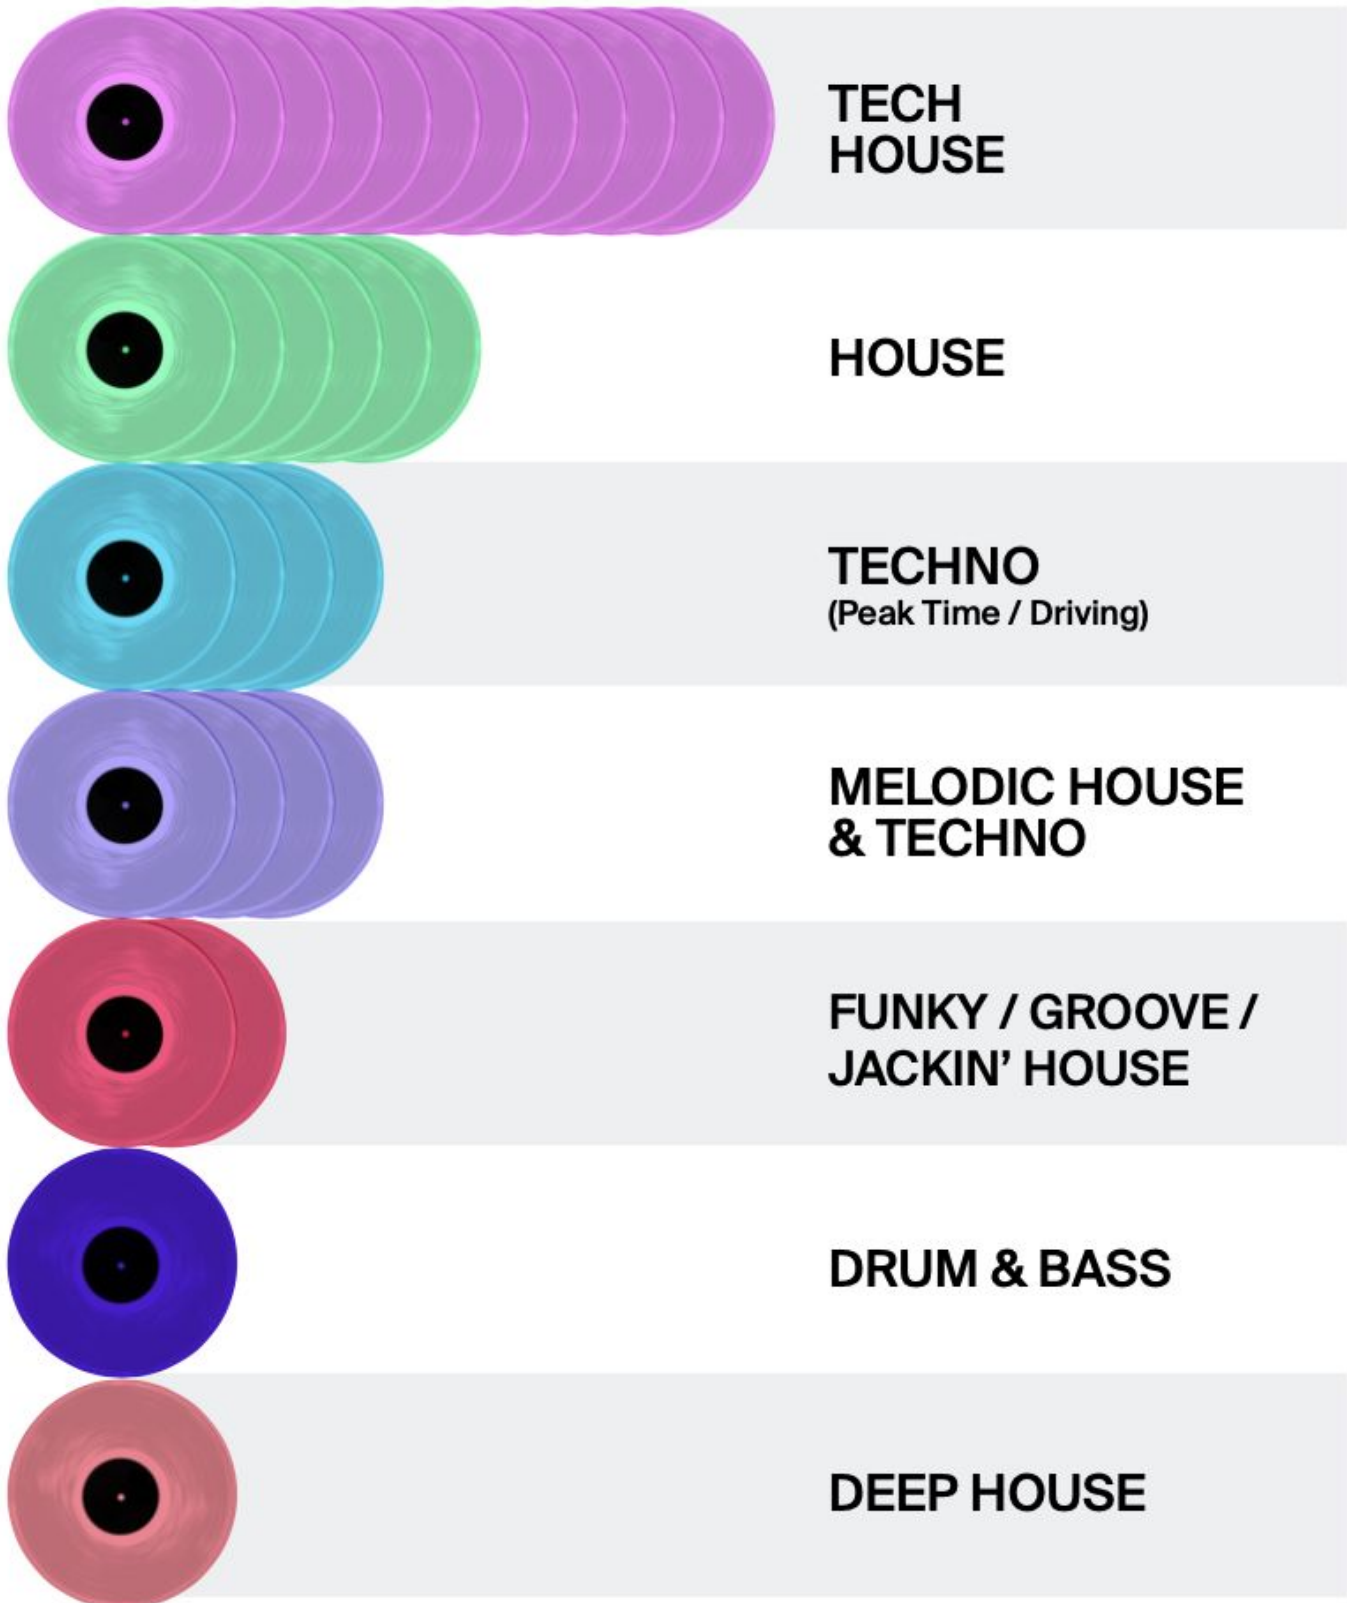 TECH
HOUSE
HOUSE
TECHNO
(Peak Time / Driving)
MELODIC HOUSE
& TECHNO
FUNKY / GROOVE /
JACKIN’ HOUSE
DRUM & BASS
DEEP HOUSE